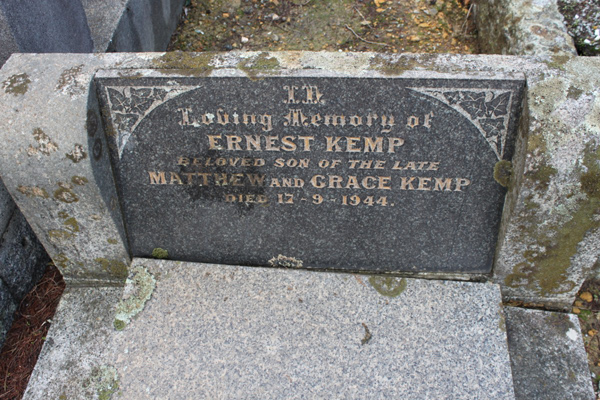 In
Loving Memory of
ERNEST KEMP
BELOVED SON OF THE LATE
MATTHEW AND GRACE KEMP
DIED 17-9-1944.